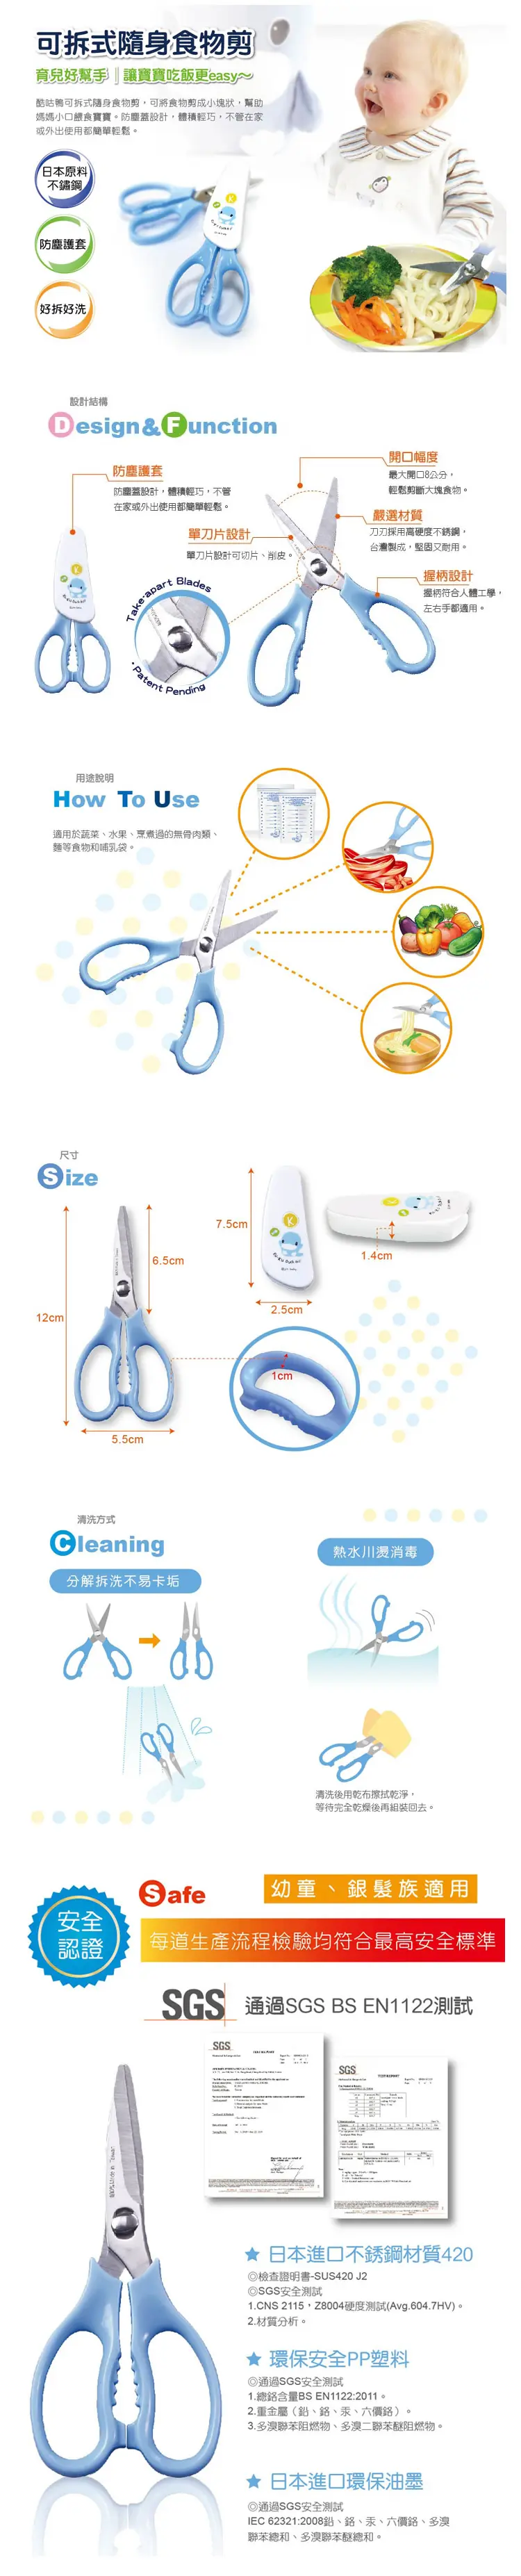 可拆式隨身食物剪
育兒好幫手 | 讓寶寶吃飯更easy～
酷咕鴨可拆式隨身食物剪，可將食物剪成小塊狀，幫助
媽媽小口餵食寶寶。防塵蓋設計，體積輕巧，不管在家
或外出使用都簡單輕鬆。
日本原料
不鏽鋼
防塵護套
好拆好洗
設計結構
Design&Function
防塵護套
防塵蓋設計，體積輕巧，不管
在家或外出使用都簡單輕鬆。
開口幅度
最大開口8公分，
輕鬆剪斷大塊食物。
嚴選材質
刀刃採用高硬度不銹鋼，
台灣製成，堅固又耐用。
單刀片設計
單刀片設計可切片、削皮。
握柄設計
握柄符合人體工學，
左右手都適用。
Take-apart Blades
• Patent Pending
用途說明
How To Use
適用於蔬菜、水果、烹煮過的無骨肉類、
麵等食物和哺乳袋。
尺寸
Size
7.5cm
6.5cm
1.4cm
12cm
2.5cm
1cm
5.5cm
清洗方式
Cleaning
分解拆洗不易卡垢
熱水川燙消毒
清洗後用乾布擦拭乾淨，
等待完全乾燥後再組裝回去。
安全
認證
Safe
幼童、銀髮族適用
每道生產流程檢驗均符合最高安全標準
SGS 通過SGS BS EN1122測試
SGS
SGS
★ 日本進口不銹鋼材質420
◎檢查證明書-SUS420 J2
◎SGS安全測試
1.CNS 2115，Z8004硬度測試(Avg.604.7HV)。
2.材質分析。
★ 環保安全PP塑料
◎通過SGS安全測試
1.總鉻含量BS EN1122:2011。
2.重金屬（鉛、鉻、汞、六價鉻）。
3.多溴聯苯阻燃物、多溴二聯苯醚阻燃物。
★ 日本進口環保油墨
◎通過SGS安全測試
IEC 62321:2008鉛、鉻、汞、六價鉻、多溴
聯苯總和、多溴聯苯醚總和。